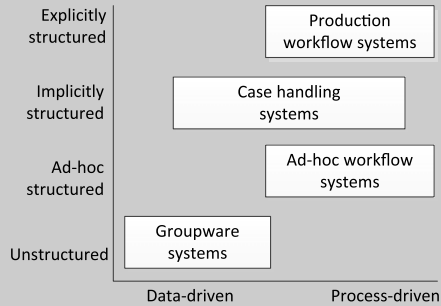 Explicitly
structured
Production
workflow systems
Implicitly
structured
Case handling
systems
Ad-hoc
structured
Ad-hoc workflow
systems
Unstructured
Groupware
systems
Data-driven
Process-driven